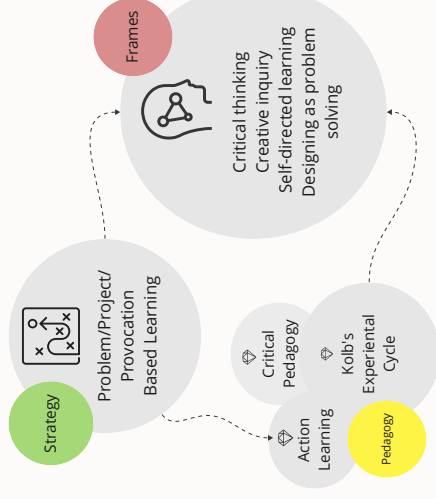 Strategy
Problem/Project/
Provocation
Based Learning
Frames
Critical thinking
Creative inquiry
Self-directed learning
Designing as problem
solving
Critical
Pedagogy
Action
Learning
Kolb's
Experiental
Cycle
Pedagogy